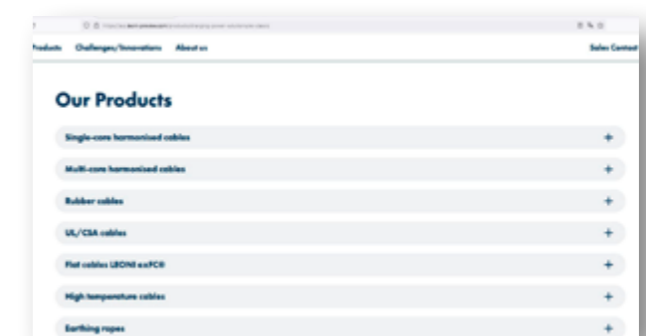 Products Challenges/Innovations About us Sales Contact
Our Products
Single-core harmonised cables +
Multi-core harmonised cables +
Rubber cables +
UL/CSA cables +
Flat cables LEONI exFC® +
High temperature cables +
Earthing ropes +